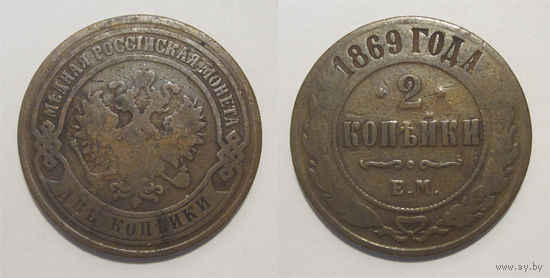 МѢДНАЯ РОССІЙСКАЯ МОНЕТА
ДВѢ КОПѢЙКИ
1869 ГОДА
2
КОПѢЙКИ
Е.М.
www.ay.by